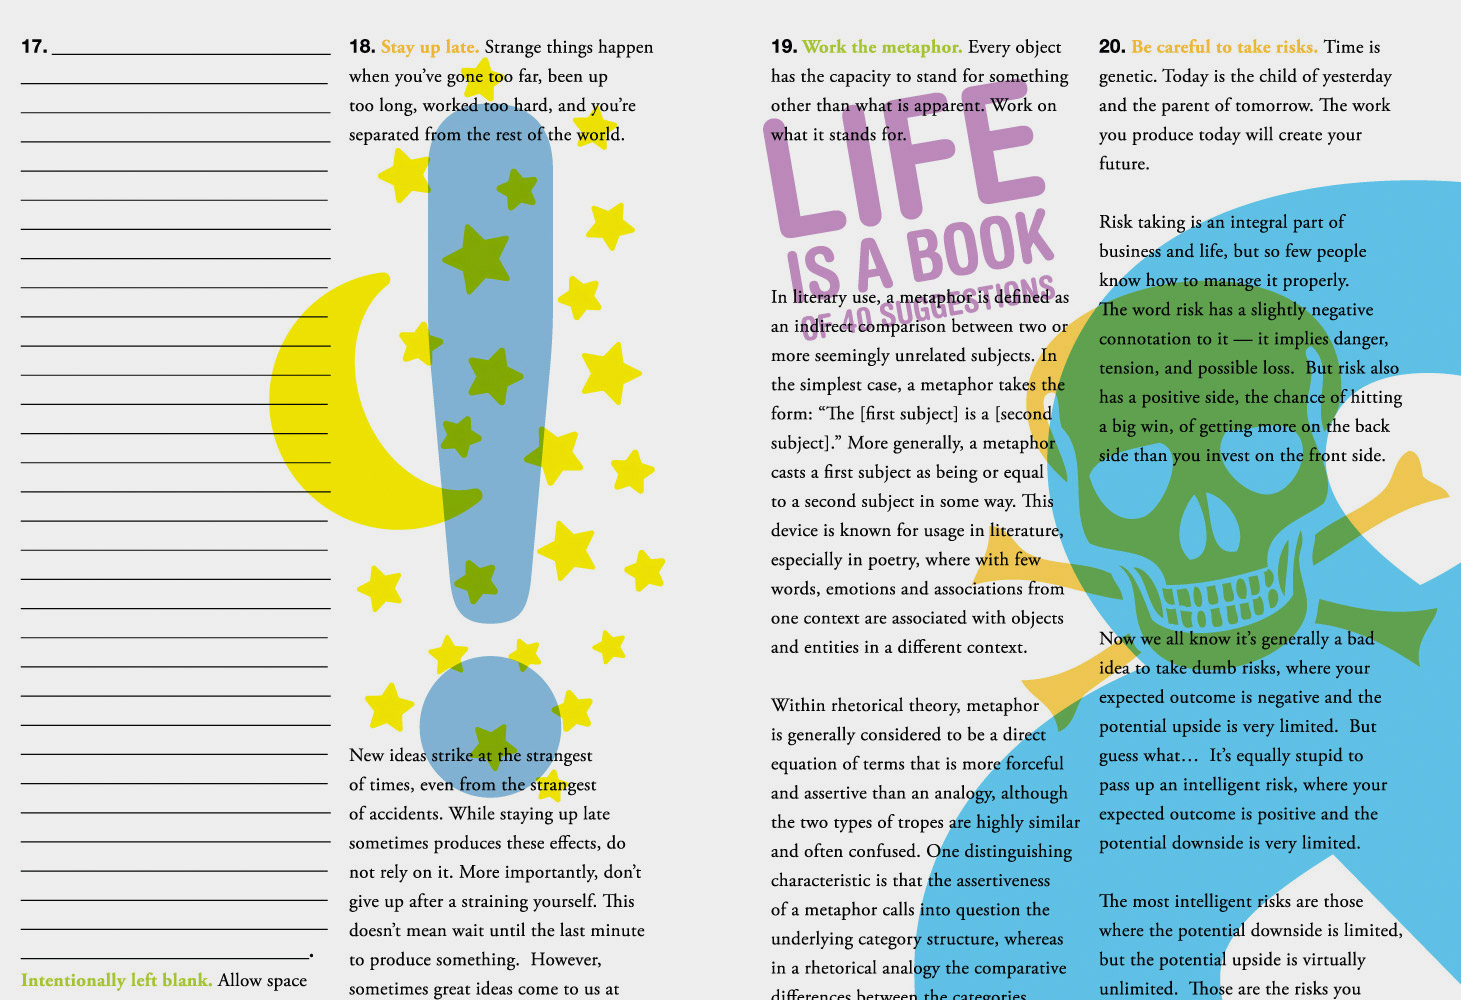 17.
Intentionally left blank. Allow space
18. Stay up late. Strange things happen
when you’ve gone too far, been up
too long, worked too hard, and you’re
separated from the rest of the world.
New ideas strike at the strangest
of times, even from the strangest
of accidents. While staying up late
sometimes produces these effects, do
not rely on it. More importantly, don’t
give up after a straining yourself. This
doesn’t mean wait until the last minute
to produce something.  However,
sometimes great ideas come to us at
19. Work the metaphor. Every object
has the capacity to stand for something
other than what is apparent. Work on
what it stands for.
LIFE
IS A BOOK
OF 40 SUGGESTIONS
In literary use, a metaphor is defined as
an indirect comparison between two or
more seemingly unrelated subjects. In
the simplest case, a metaphor takes the
form: “The [first subject] is a [second
subject].” More generally, a metaphor
casts a first subject as being or equal
to a second subject in some way. This
device is known for usage in literature,
especially in poetry, where with few
words, emotions and associations from
one context are associated with objects
and entities in a different context.
Within rhetorical theory, metaphor
is generally considered to be a direct
equation of terms that is more forceful
and assertive than an analogy, although
the two types of tropes are highly similar
and often confused. One distinguishing
characteristic is that the assertiveness
of a metaphor calls into question the
underlying category structure, whereas
in a rhetorical analogy the comparative
differences between the categories
20. Be careful to take risks. Time is
genetic. Today is the child of yesterday
and the parent of tomorrow. The work
you produce today will create your
future.
Risk taking is an integral part of
business and life, but so few people
know how to manage it properly.
The word risk has a slightly negative
connotation to it — it implies danger,
tension, and possible loss.  But risk also
has a positive side, the chance of hitting
a big win, of getting more on the back
side than you invest on the front side.
Now we all know it’s generally a bad
idea to take dumb risks, where your
expected outcome is negative and the
potential upside is very limited.  But
guess what…  It’s equally stupid to
pass up an intelligent risk, where your
expected outcome is positive and the
potential downside is very limited.
The most intelligent risks are those
where the potential downside is limited,
but the potential upside is virtually
unlimited.  Those are the risks you